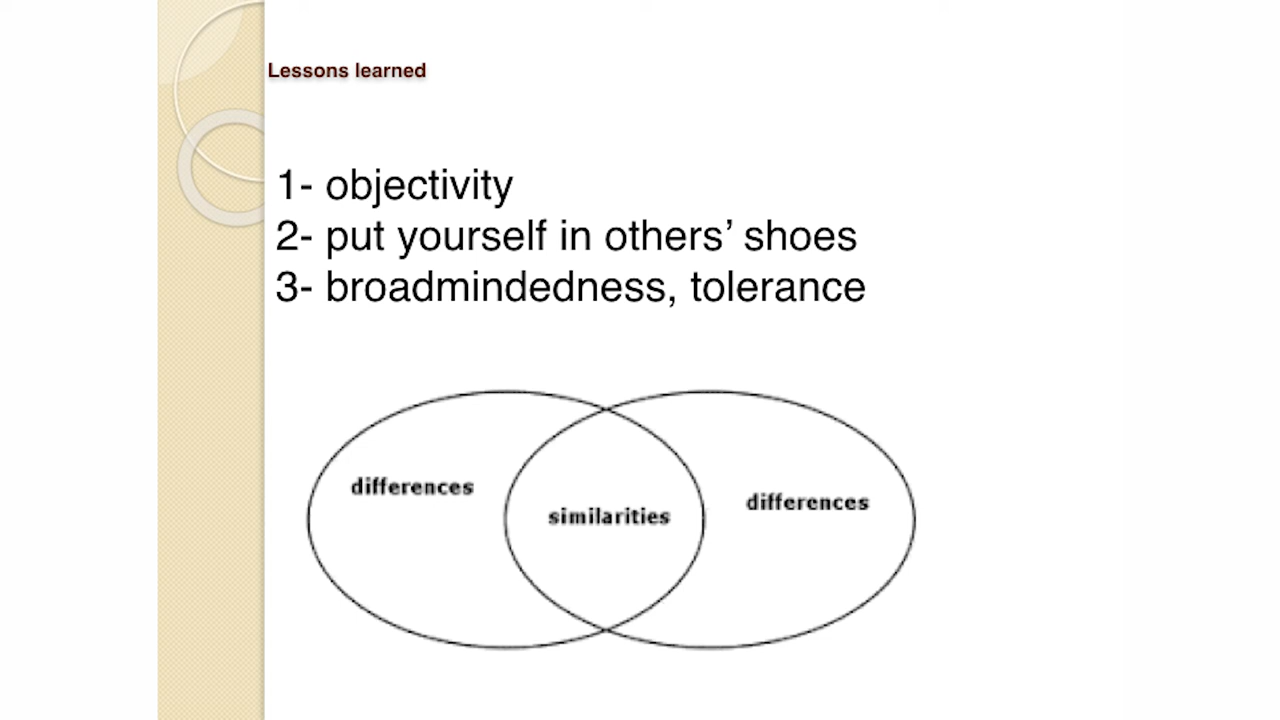 Lessons learned
1- objectivity
2- put yourself in others’ shoes
3- broadmindedness, tolerance
differences
similarities
differences